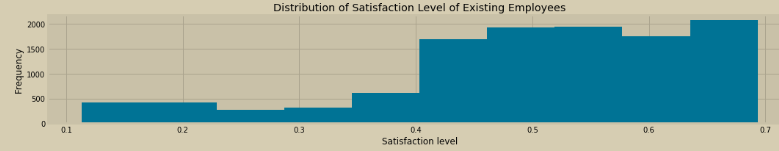 Distribution of Satisfaction Level of Existing Employees
2000
1500
1000
500
0
Frequency
0.1 0.2 0.3 0.4 0.5 0.6 0.7
Satisfaction level